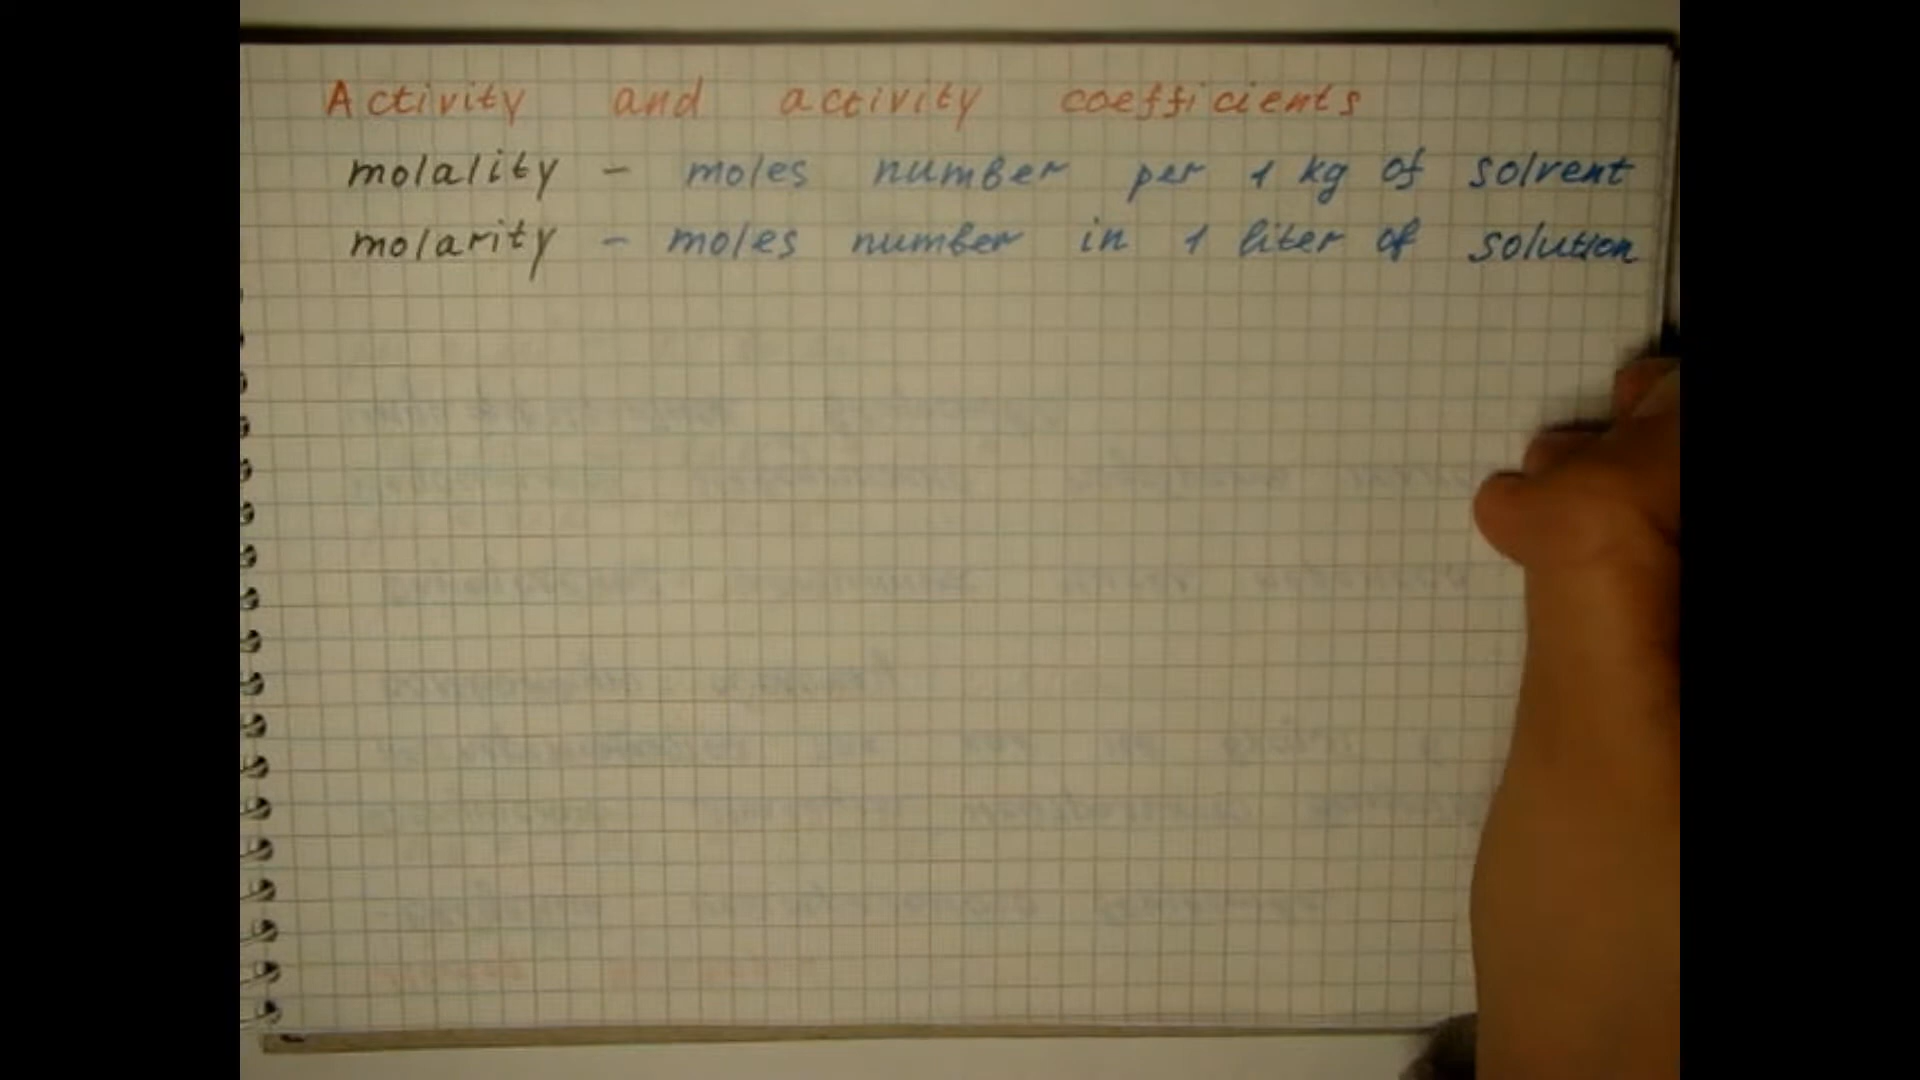 Activity and activity coefficients
molality - moles number per 1 kg of solvent
molarity - moles number in 1 liter of solution